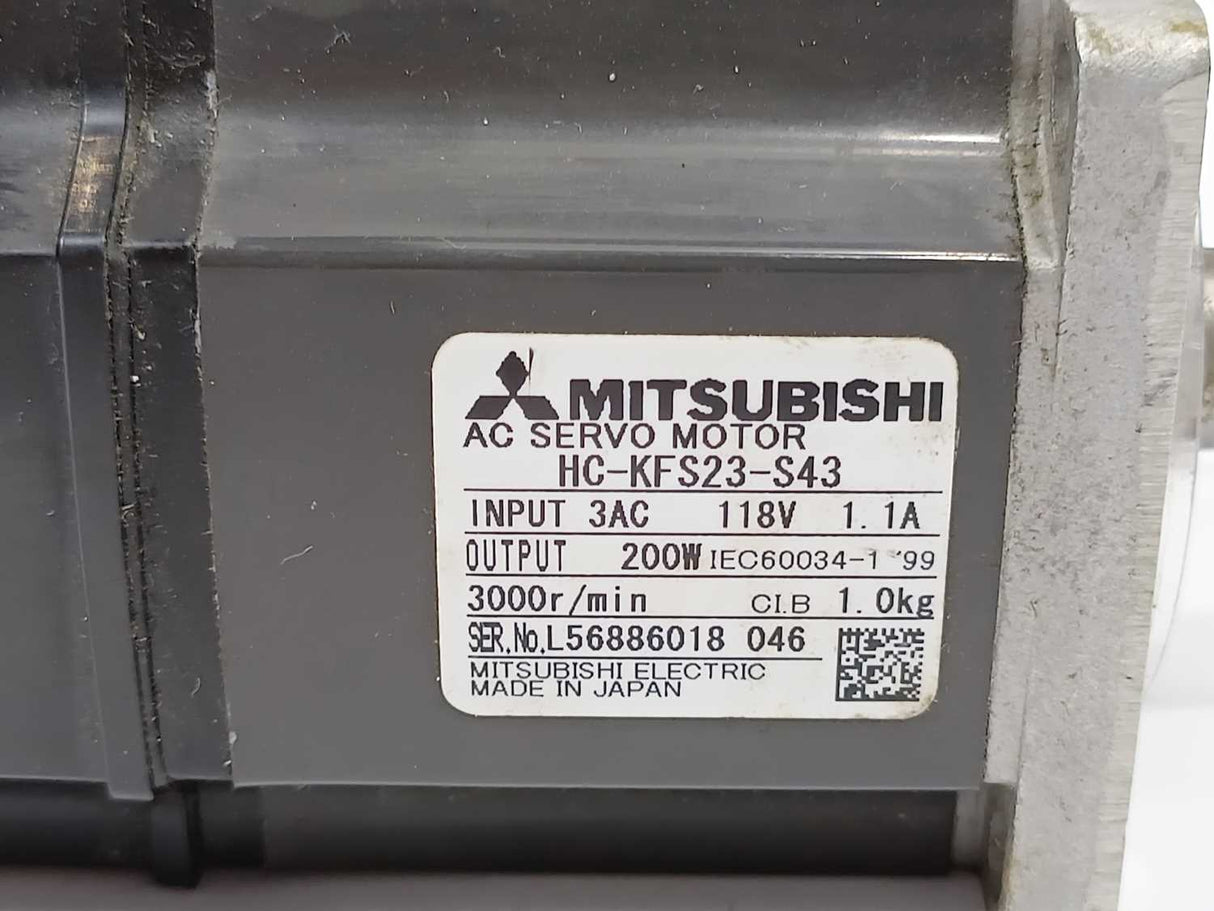 MITSUBISHI
AC SERVO MOTOR
HC-KFS23-S43
INPUT 3AC 118V 1.1A
OUTPUT 200W IEC60034-1 '99
3000r/min CI.B 1.0kg
SER.No.L56886018 046
MITSUBISHI ELECTRIC
MADE IN JAPAN